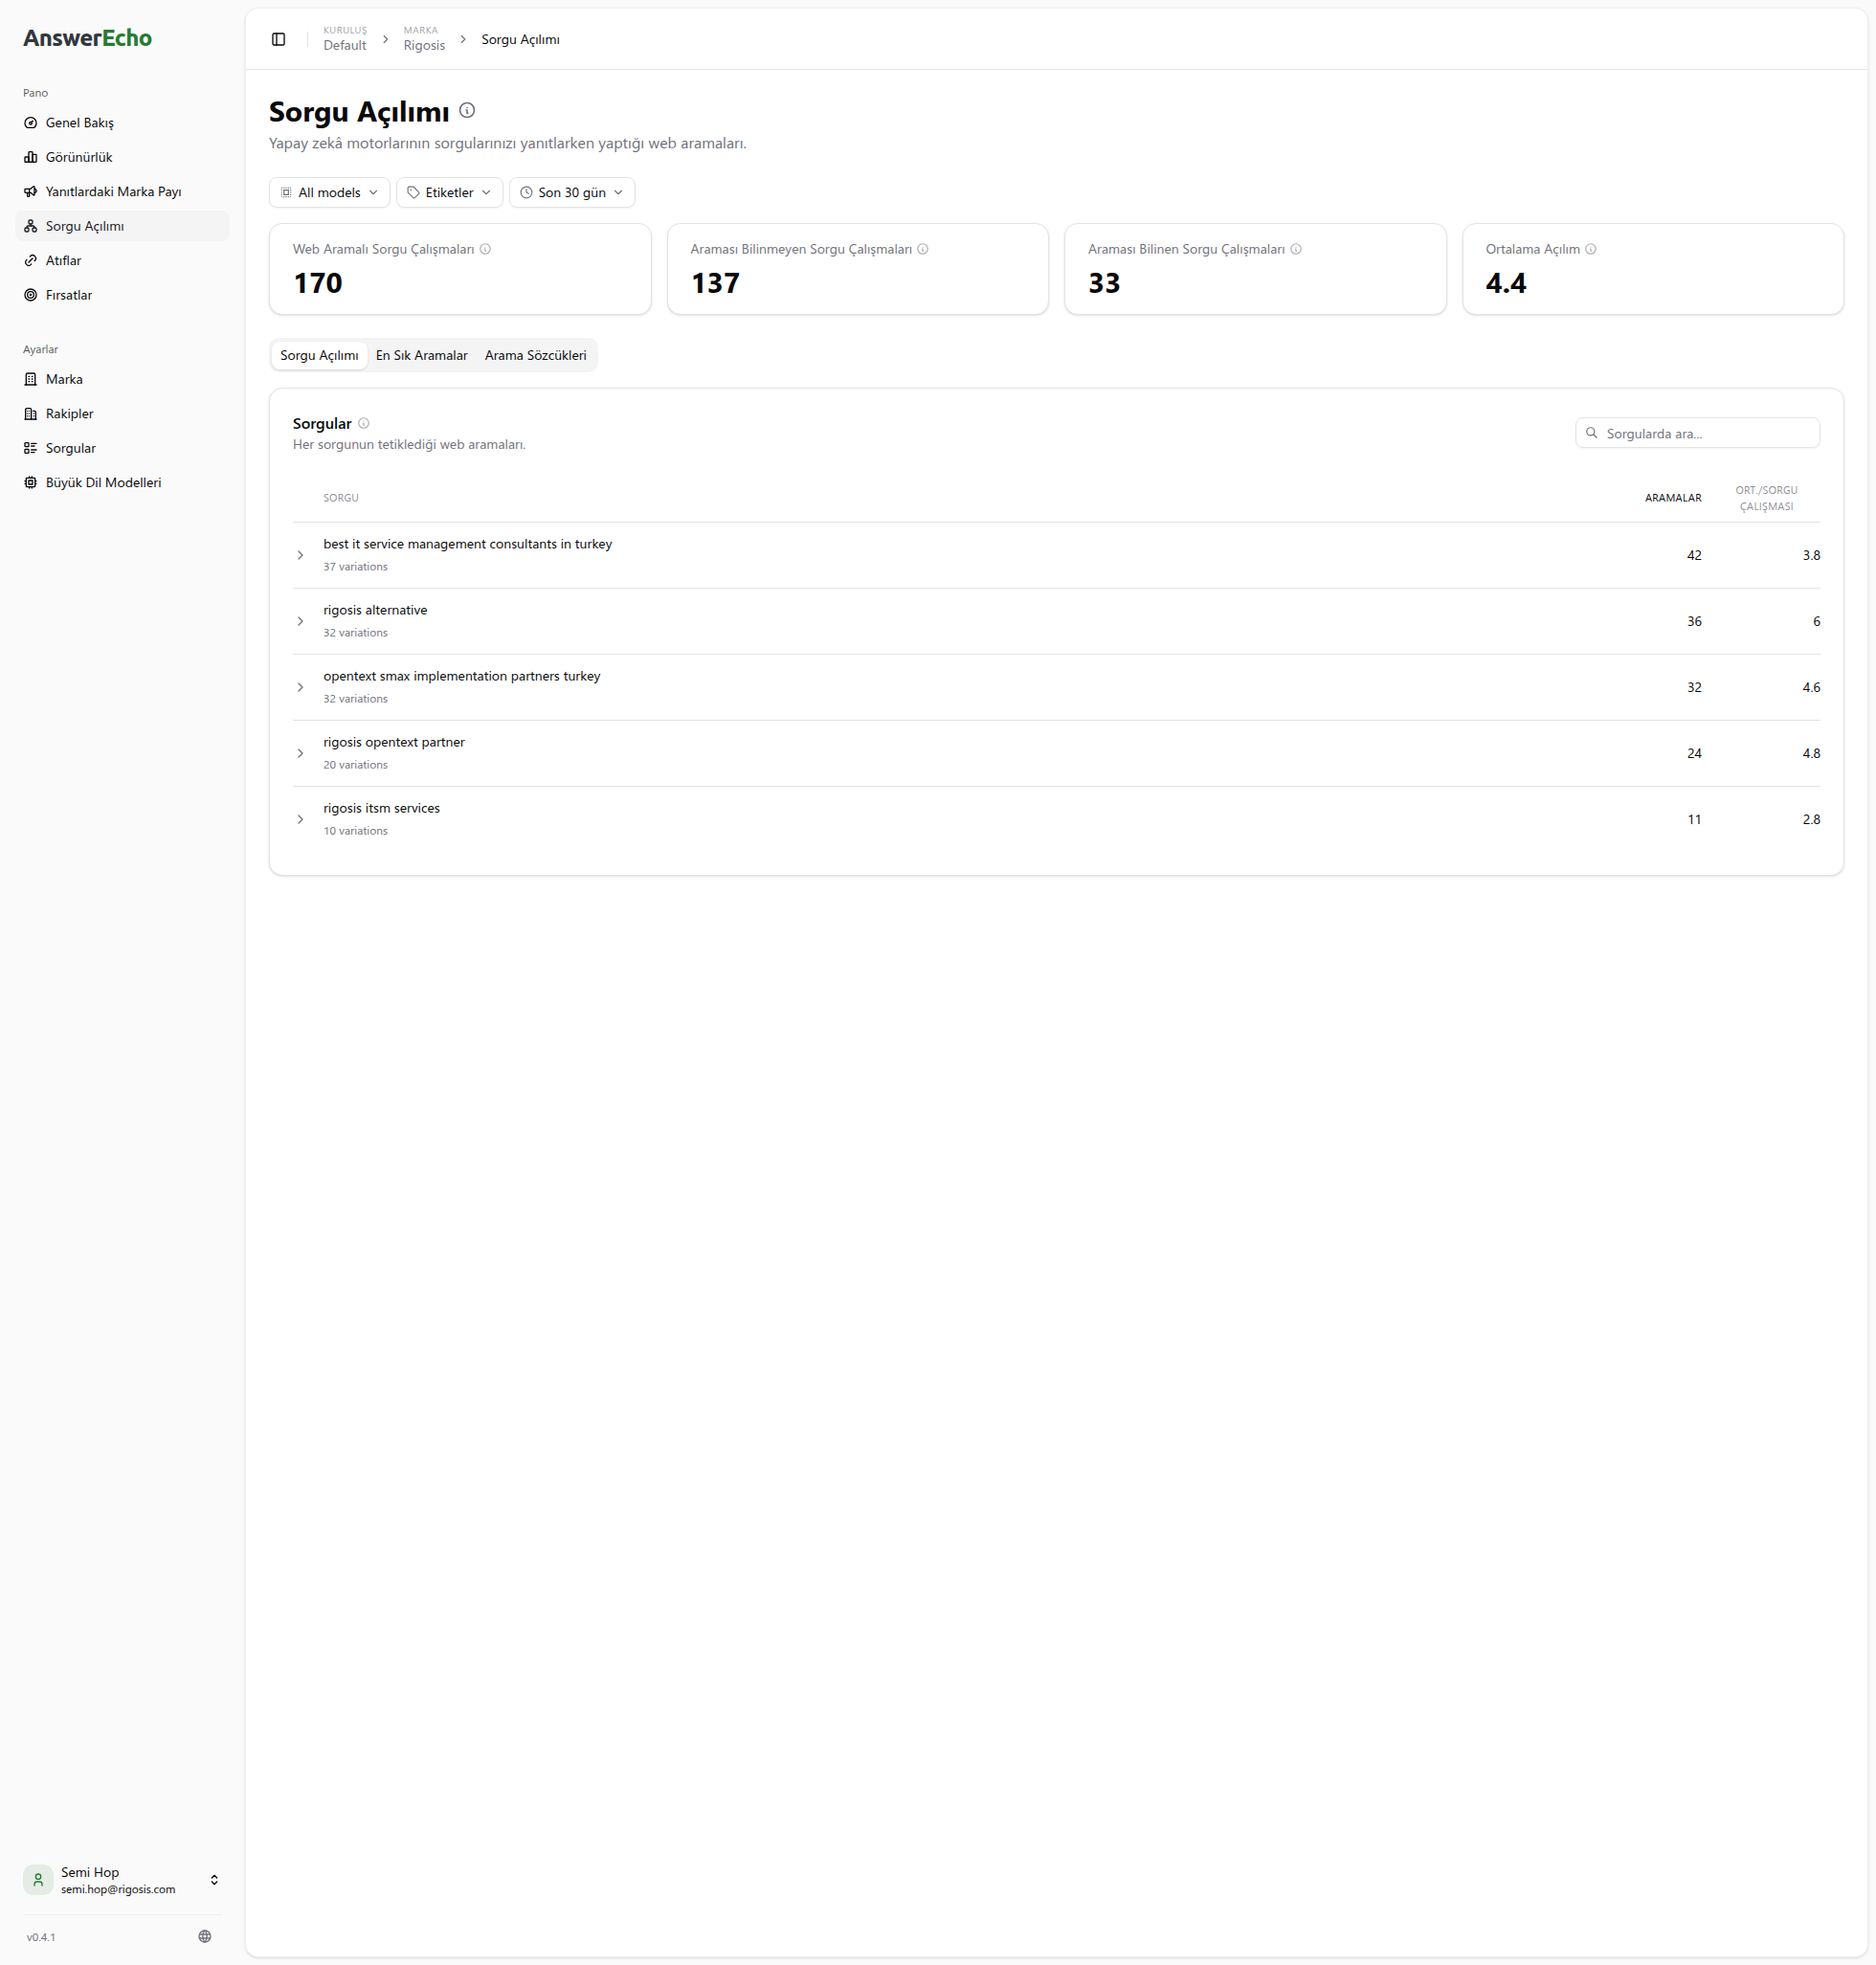 AnswerEcho
Pano
Genel Bakış
Görünürlük
Yanıtlardaki Marka Payı
Sorgu Açılımı
Atıflar
Fırsatlar
Ayarlar
Marka
Rakipler
Sorgular
Büyük Dil Modelleri
Semi Hop
semi.hop@rigosis.com
v0.4.1
KURULUŞ
Default
MARKA
Rigosis
Sorgu Açılımı
Sorgu Açılımı
Yapay zekâ motorlarının sorgularınızı yanıtlarken yaptığı web aramaları.
All models
Etiketler
Son 30 gün
Web Aramalı Sorgu Çalışmaları
170
Araması Bilinmeyen Sorgu Çalışmaları
137
Araması Bilinen Sorgu Çalışmaları
33
Ortalama Açılım
4.4
Sorgu Açılımı
En Sık Aramalar
Arama Sözcükleri
Sorgular
Her sorgunun tetiklediği web aramaları.
Sorgularda ara...
SORGU
ARAMALAR
ORT./SORGU
ÇALIŞMASI
best it service management consultants in turkey
37 variations
42
3.8
rigosis alternative
32 variations
36
6
opentext smax implementation partners turkey
32 variations
32
4.6
rigosis opentext partner
20 variations
24
4.8
rigosis itsm services
10 variations
11
2.8